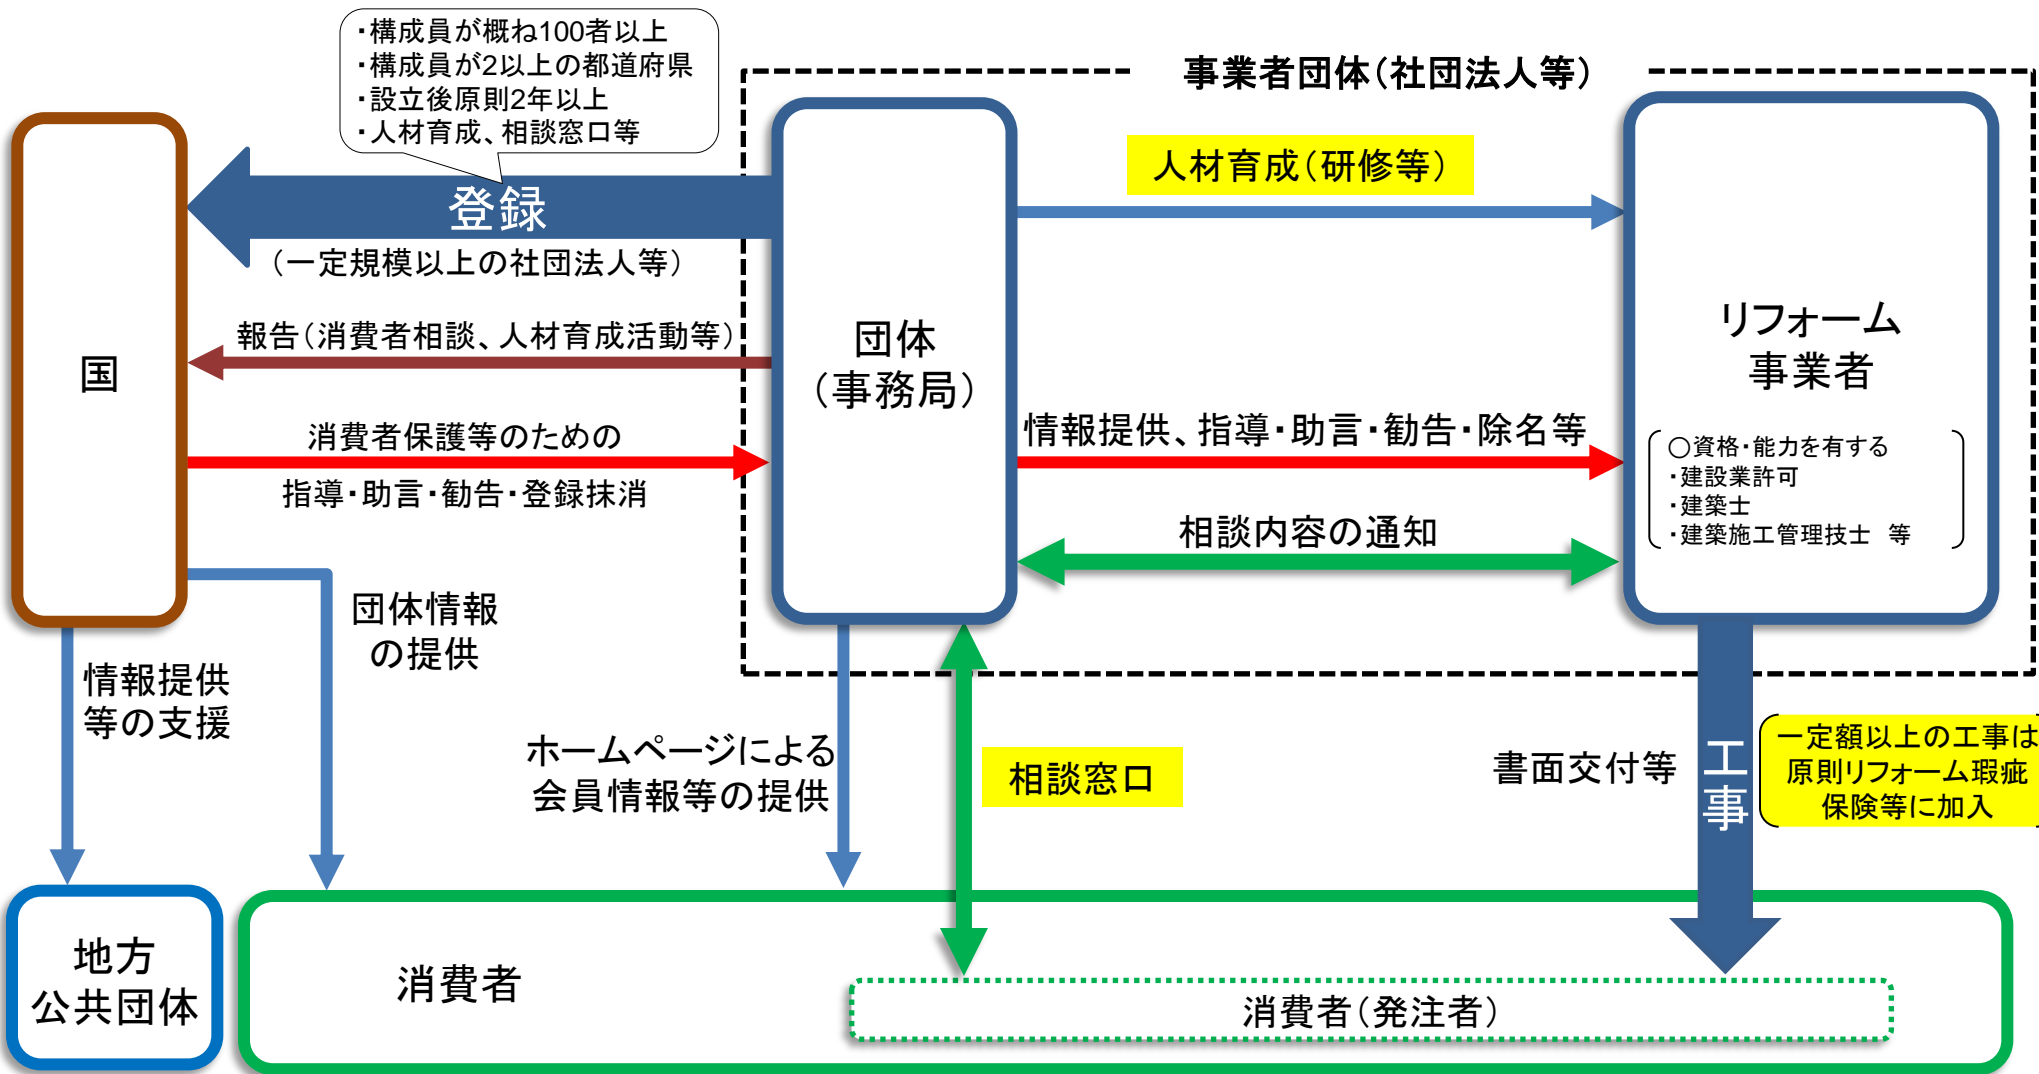 ・構成員が概ね100者以上
・構成員が2以上の都道府県
・設立後原則2年以上
・人材育成、相談窓口等
事業者団体(社団法人等)
登録
(一定規模以上の社団法人等)
人材育成(研修等)
国
報告(消費者相談、人材育成活動等)
団体
(事務局)
リフォーム
事業者
消費者保護等のための
指導・助言・勧告・登録抹消
情報提供、指導・助言・勧告・除名等
○資格・能力を有する
・建設業許可
・建築士
・建築施工管理技士 等
相談内容の通知
団体情報
の提供
情報提供
等の支援
ホームページによる
会員情報等の提供
相談窓口
書面交付等
工事
一定額以上の工事は
原則リフォーム瑕疵
保険等に加入
地方
公共団体
消費者
消費者(発注者)